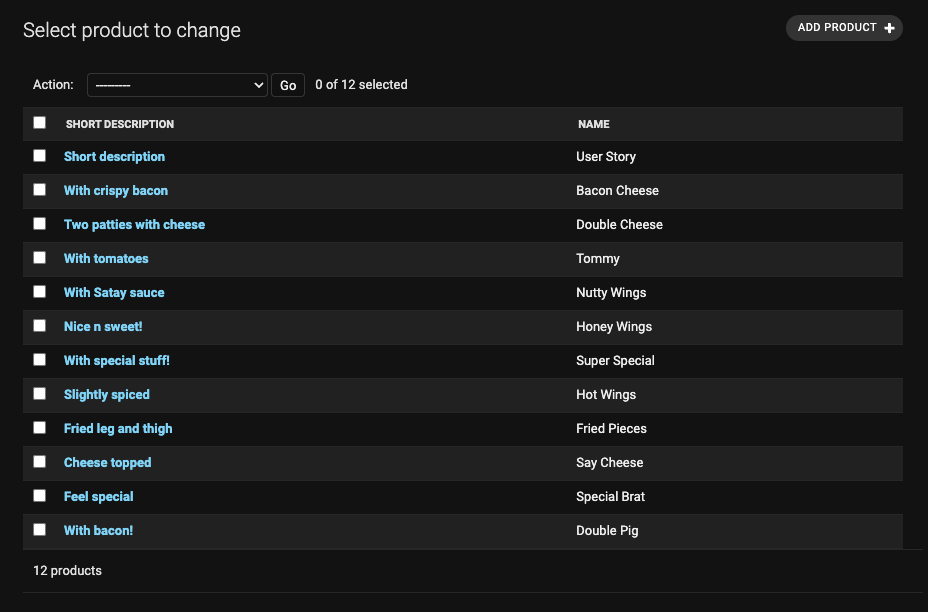 Select product to change
ADD PRODUCT +
Action: --------- Go 0 of 12 selected
SHORT DESCRIPTION NAME
Short description User Story
With crispy bacon Bacon Cheese
Two patties with cheese Double Cheese
With tomatoes Tommy
With Satay sauce Nutty Wings
Nice n sweet! Honey Wings
With special stuff! Super Special
Slightly spiced Hot Wings
Fried leg and thigh Fried Pieces
Cheese topped Say Cheese
Feel special Special Brat
With bacon! Double Pig
12 products